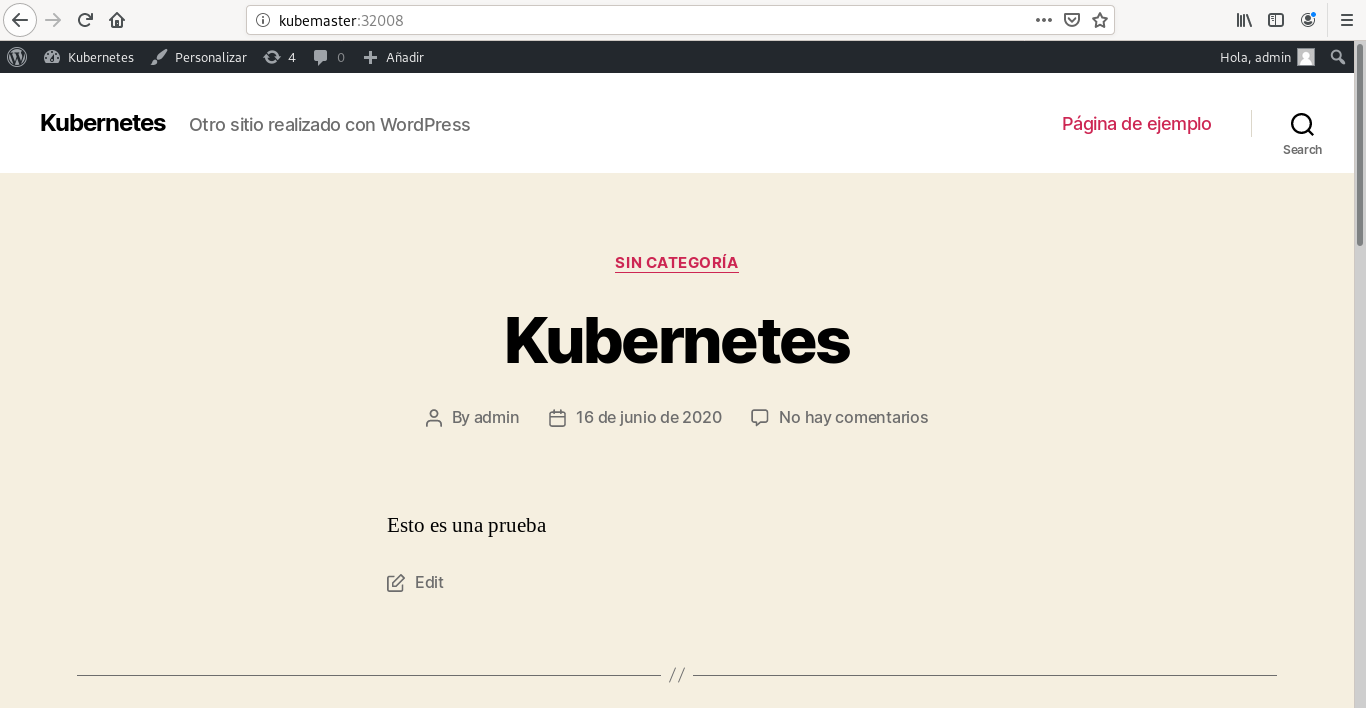 kubemaster:32008
Kubernetes Personalizar 4 0 Añadir Hola, admin
Kubernetes Otro sitio realizado con WordPress Página de ejemplo
Search
SIN CATEGORÍA
Kubernetes
By admin 16 de junio de 2020 No hay comentarios
Esto es una prueba
Edit
//